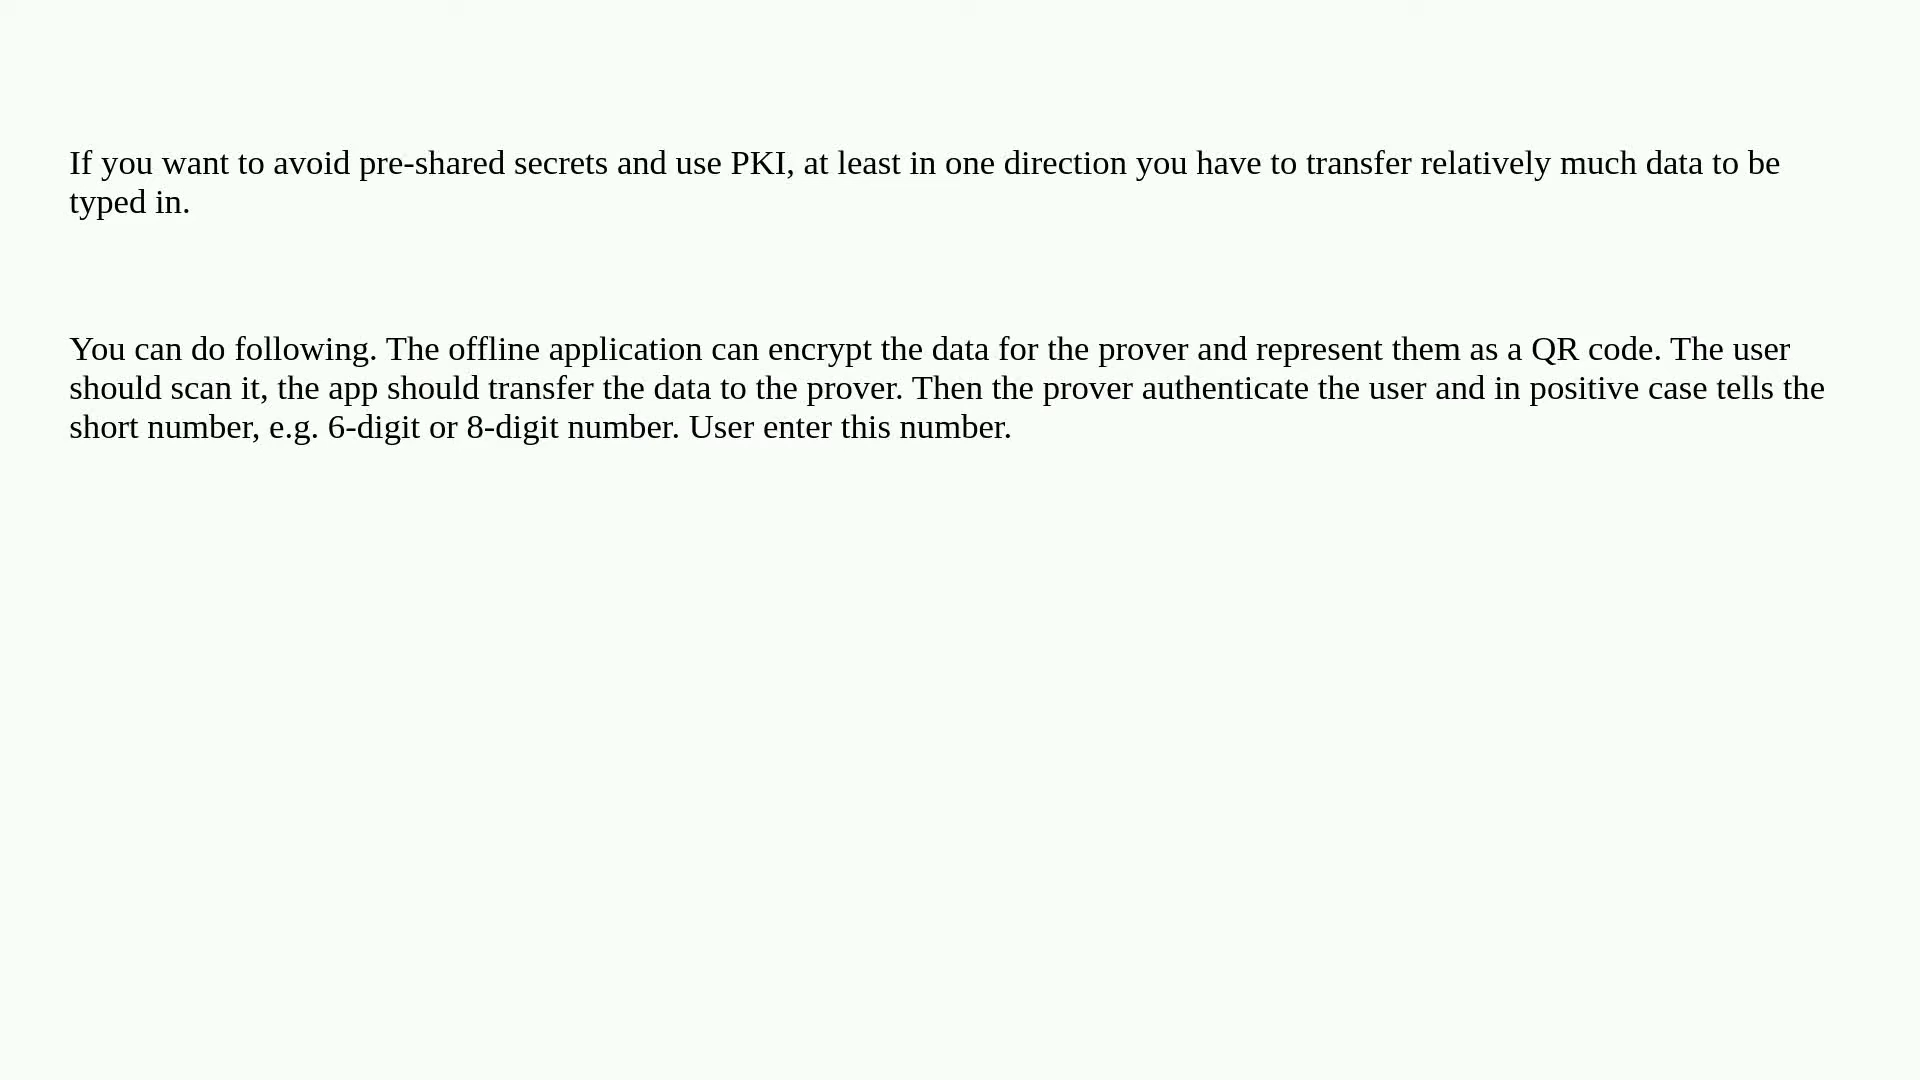 If you want to avoid pre-shared secrets and use PKI, at least in one direction you have to transfer relatively much data to be
typed in.
You can do following. The offline application can encrypt the data for the prover and represent them as a QR code. The user
should scan it, the app should transfer the data to the prover. Then the prover authenticate the user and in positive case tells the
short number, e.g. 6-digit or 8-digit number. User enter this number.